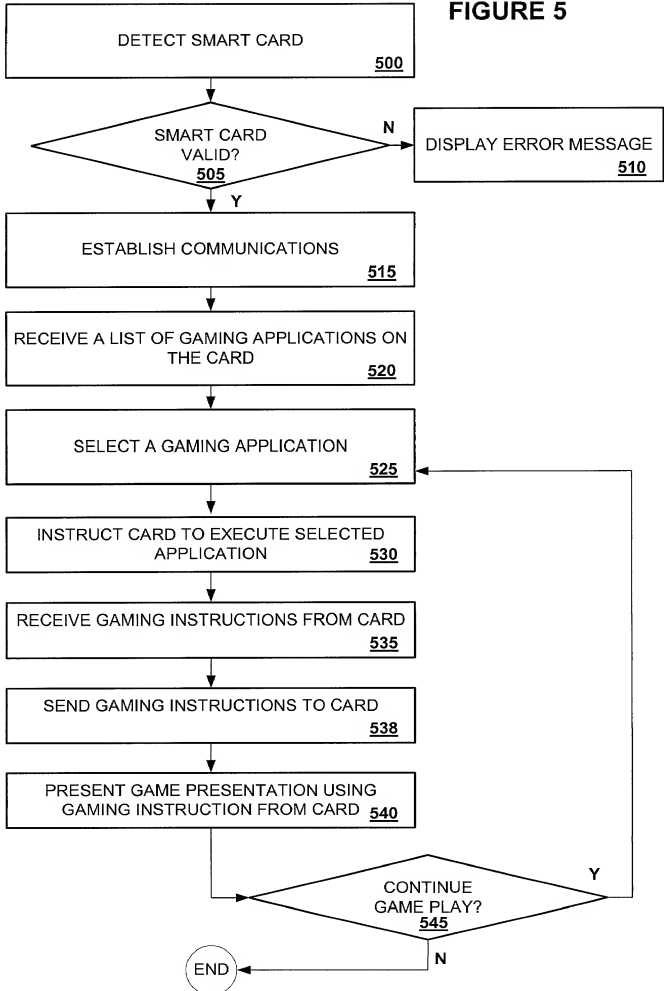 FIGURE 5
DETECT SMART CARD
500
SMART CARD
VALID?
505
N
DISPLAY ERROR MESSAGE
510
Y
ESTABLISH COMMUNICATIONS
515
RECEIVE A LIST OF GAMING APPLICATIONS ON
THE CARD
520
SELECT A GAMING APPLICATION
525
INSTRUCT CARD TO EXECUTE SELECTED
APPLICATION
530
RECEIVE GAMING INSTRUCTIONS FROM CARD
535
SEND GAMING INSTRUCTIONS TO CARD
538
PRESENT GAME PRESENTATION USING
GAMING INSTRUCTION FROM CARD 540
CONTINUE
GAME PLAY?
545
Y
N
END